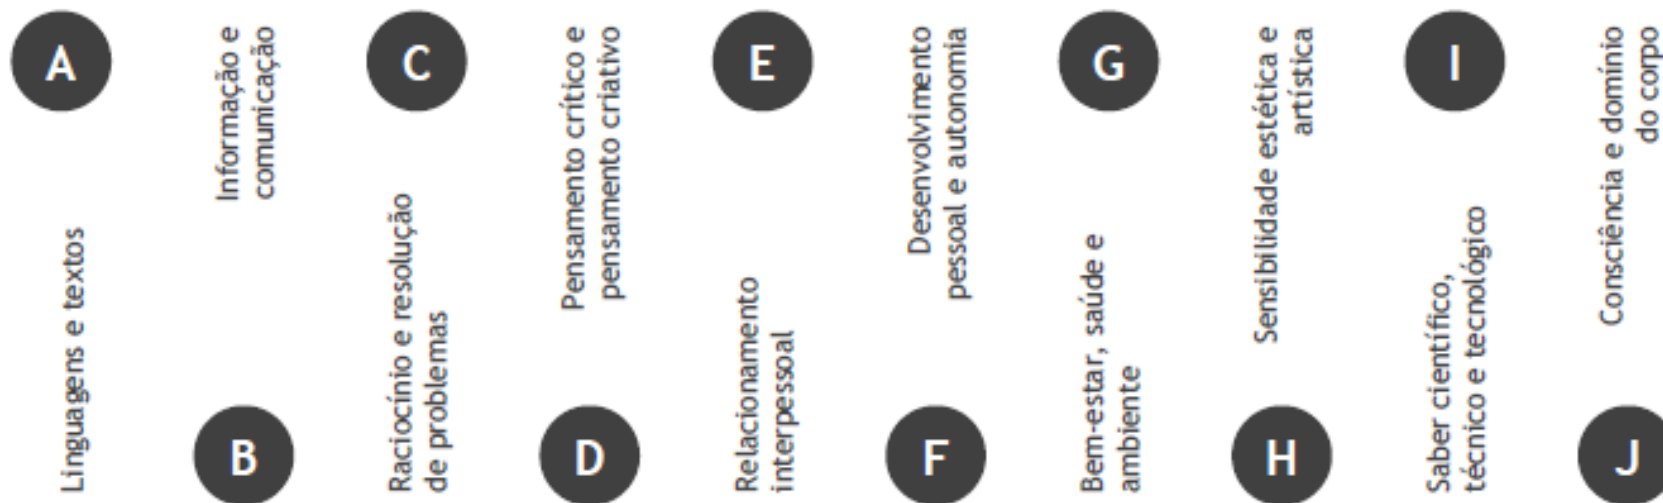 A
Linguagens e textos
B
Informação e
comunicação
C
Raciocínio e resolução
de problemas
D
Pensamento crítico e
pensamento criativo
E
Relacionamento
interpessoal
F
Desenvolvimento
pessoal e autonomia
G
Bem-estar, saúde e
ambiente
H
Sensibilidade estética e
artística
I
Saber científico,
técnico e tecnológico
J
Consciência e domínio
do corpo